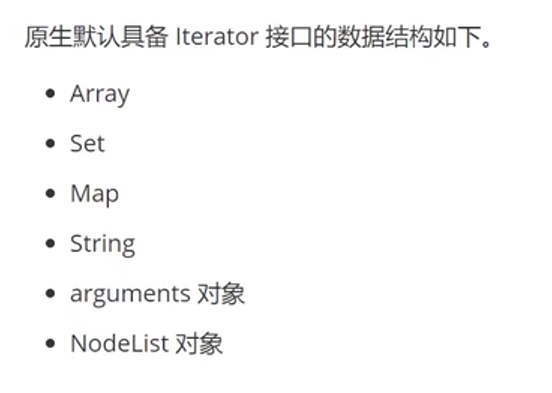 原生默认具备 Iterator 接口的数据结构如下。
Array
Set
Map
String
arguments 对象
NodeList 对象